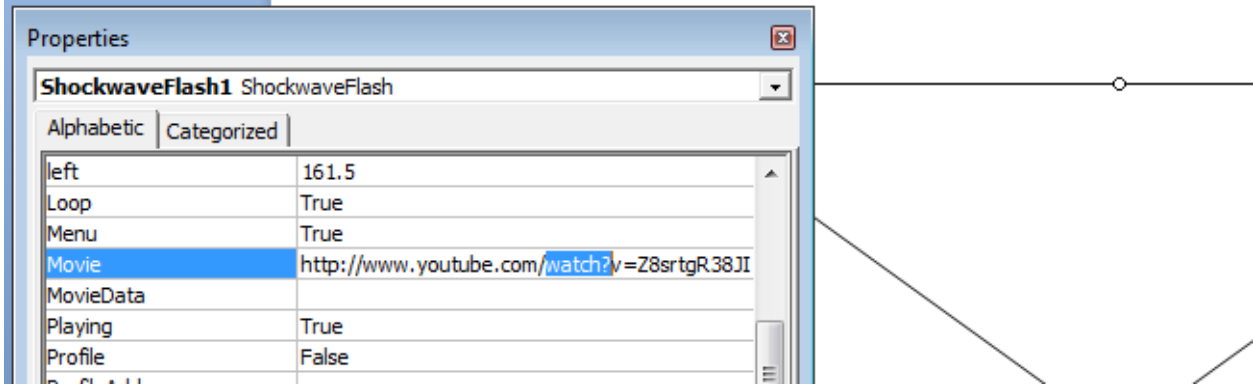 Properties
ShockwaveFlash1 ShockwaveFlash
Alphabetic Categorized
left 161.5
Loop True
Menu True
Movie http://www.youtube.com/watch?v=Z8srtgR38JI
MovieData
Playing True
Profile False